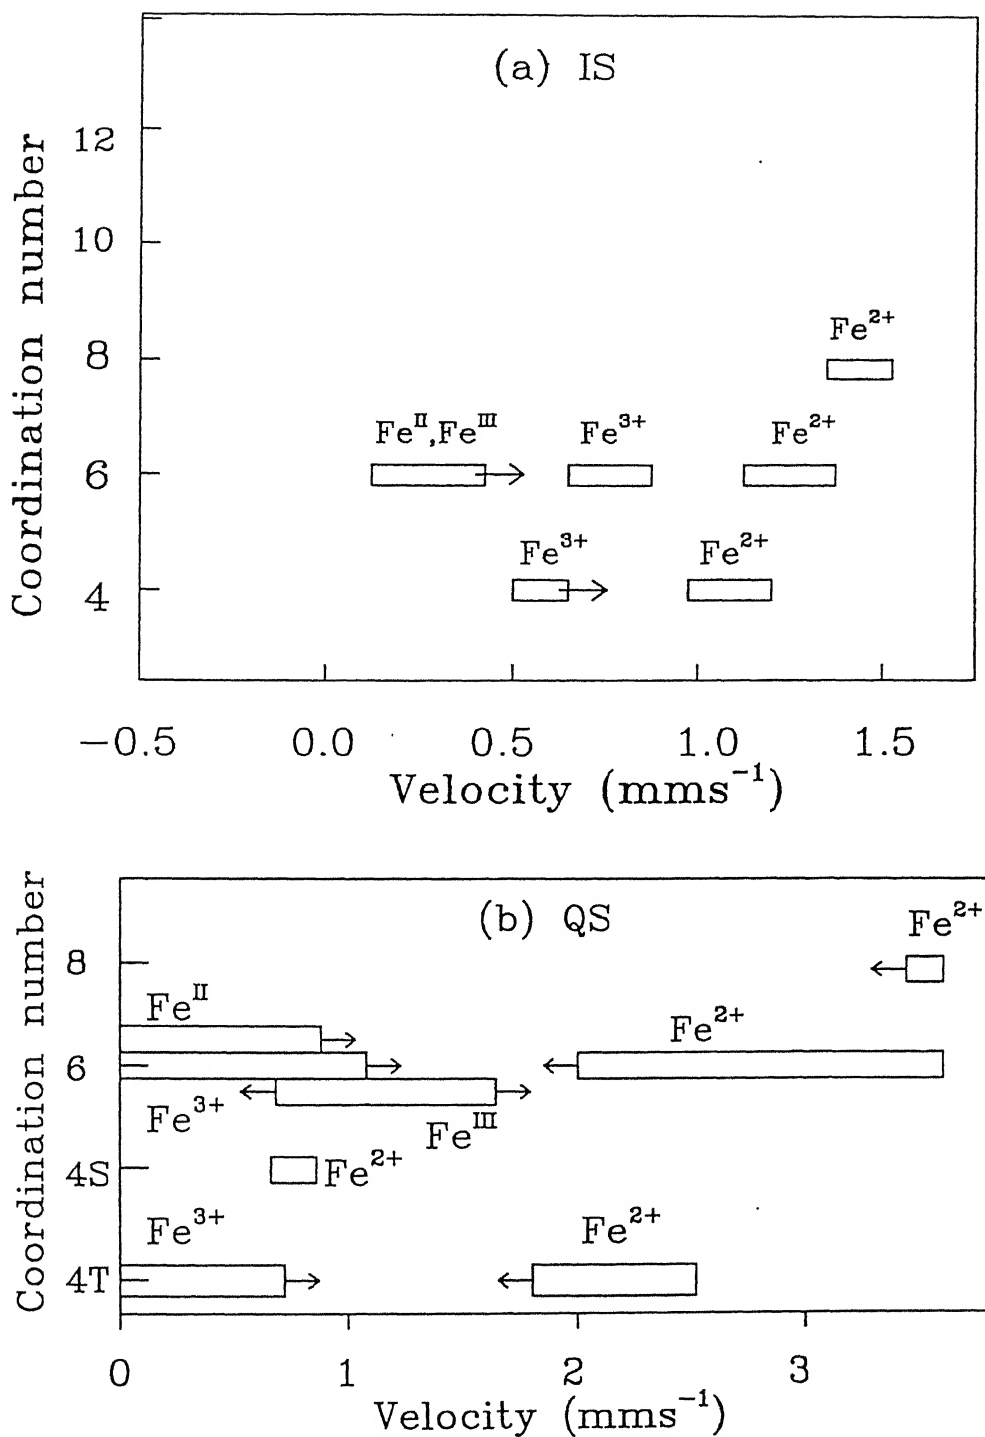 (a) IS
Coordination number
12
10
8
6
4
Fe²⁺
Feᴵᴵ,Feᴵᴵᴵ
Fe³⁺
Fe²⁺
Fe³⁺
Fe²⁺
−0.5 0.0 0.5 1.0 1.5
Velocity (mms⁻¹)
(b) QS
Coordination number
8
6
4S
4T
Fe²⁺
Feᴵᴵ
Fe²⁺
Fe³⁺
Feᴵᴵᴵ
Fe²⁺
Fe³⁺
Fe²⁺
0 1 2 3
Velocity (mms⁻¹)